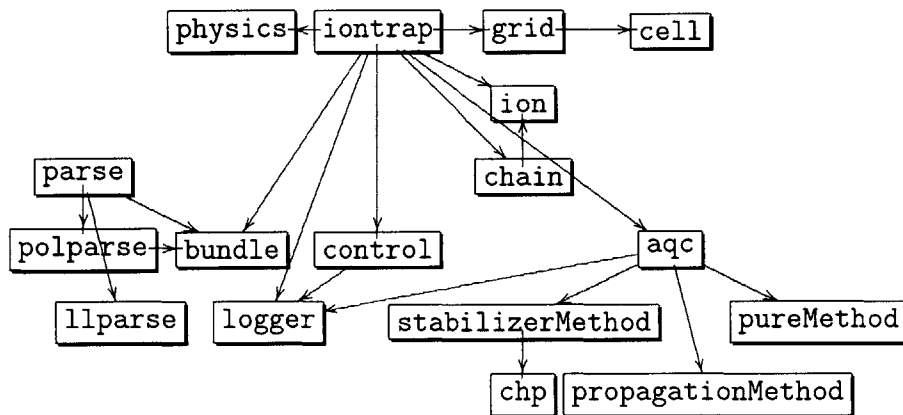 physics
iontrap
grid
cell
ion
chain
parse
polparse
bundle
control
aqc
llparse
logger
stabilizerMethod
pureMethod
chp
propagationMethod